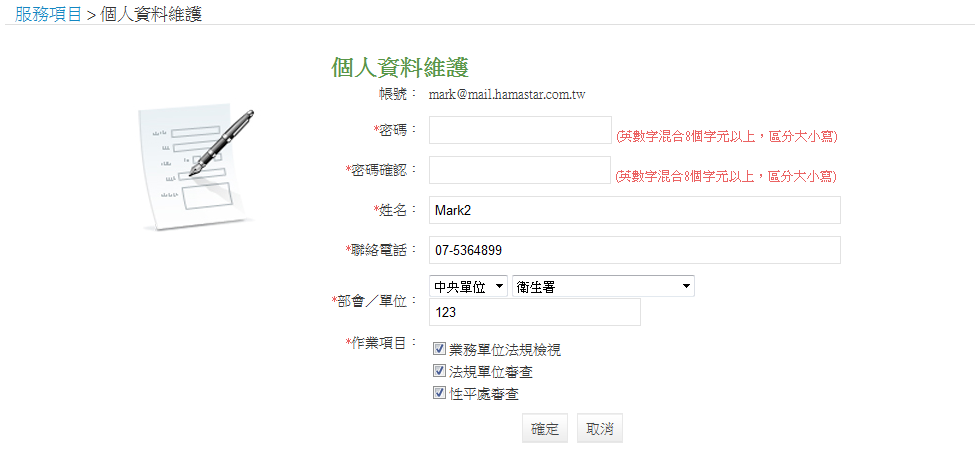 服務項目 > 個人資料維護
個人資料維護
帳號： mark@mail.hamastar.com.tw
*密碼： (英數字混合8個字元以上，區分大小寫)
*密碼確認： (英數字混合8個字元以上，區分大小寫)
*姓名： Mark2
*聯絡電話： 07-5364899
*部會／單位： 中央單位 衛生署
123
*作業項目： 業務單位法規檢視
法規單位審查
性平處審查
確定 取消